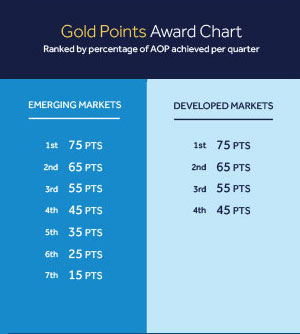 Gold Points Award Chart
Ranked by percentage of AOP achieved per quarter
EMERGING MARKETS
1st 75 PTS
2nd 65 PTS
3rd 55 PTS
4th 45 PTS
5th 35 PTS
6th 25 PTS
7th 15 PTS
DEVELOPED MARKETS
1st 75 PTS
2nd 65 PTS
3rd 55 PTS
4th 45 PTS